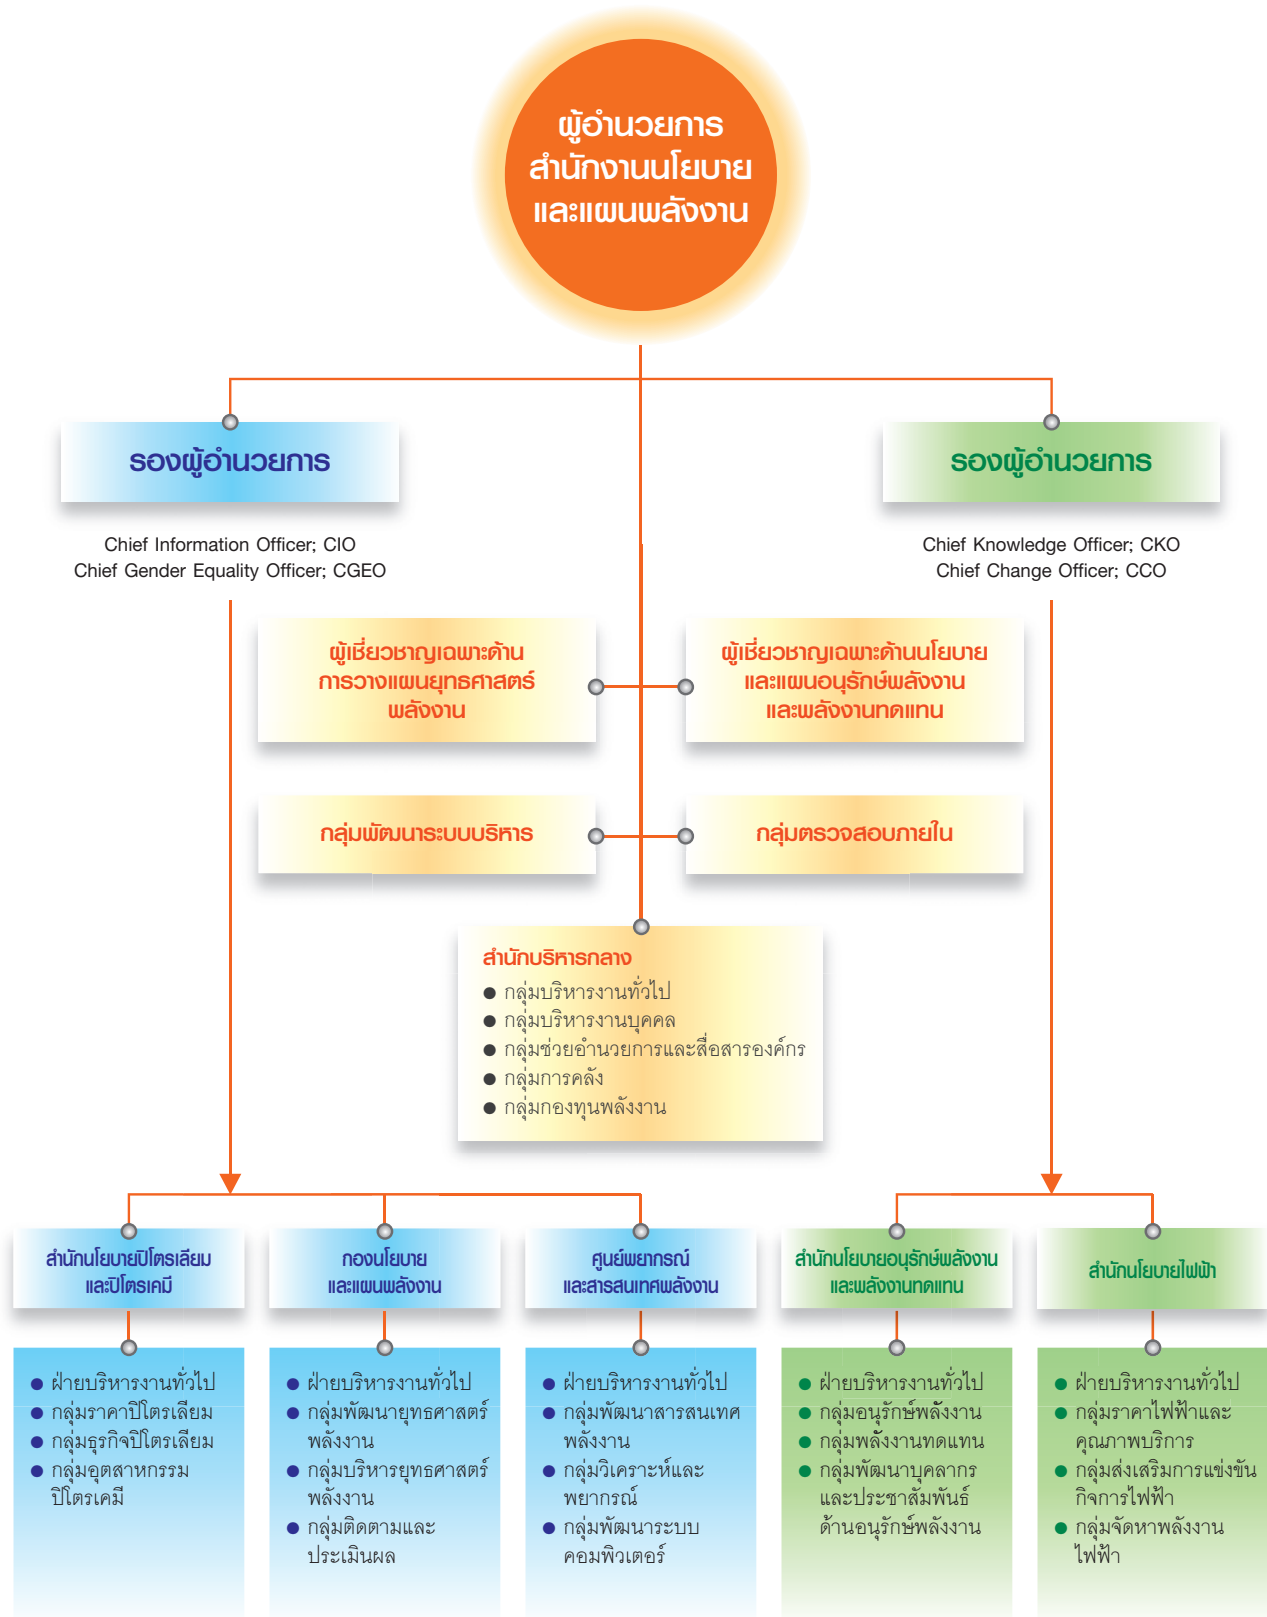 ผู้อำนวยการ
สำนักงานนโยบาย
และแผนพลังงาน
รองผู้อำนวยการ
Chief Information Officer; CIO
Chief Gender Equality Officer; CGEO
รองผู้อำนวยการ
Chief Knowledge Officer; CKO
Chief Change Officer; CCO
ผู้เชี่ยวชาญเฉพาะด้าน
การวางแผนยุทธศาสตร์
พลังงาน
ผู้เชี่ยวชาญเฉพาะด้านนโยบาย
และแผนอนุรักษ์พลังงาน
และพลังงานทดแทน
กลุ่มพัฒนาระบบบริหาร
กลุ่มตรวจสอบภายใน
สำนักบริหารกลาง
● กลุ่มบริหารงานทั่วไป
● กลุ่มบริหารงานบุคคล
● กลุ่มช่วยอำนวยการและสื่อสารองค์กร
● กลุ่มการคลัง
● กลุ่มกองทุนพลังงาน
สำนักนโยบายปิโตรเลียม
และปิโตรเคมี
● ฝ่ายบริหารงานทั่วไป
● กลุ่มราคาปิโตรเลียม
● กลุ่มธุรกิจปิโตรเลียม
● กลุ่มอุตสาหกรรม
ปิโตรเคมี
กองนโยบาย
และแผนพลังงาน
● ฝ่ายบริหารงานทั่วไป
● กลุ่มพัฒนายุทธศาสตร์
พลังงาน
● กลุ่มบริหารยุทธศาสตร์
พลังงาน
● กลุ่มติดตามและ
ประเมินผล
ศูนย์พยากรณ์
และสารสนเทศพลังงาน
● ฝ่ายบริหารงานทั่วไป
● กลุ่มพัฒนาสารสนเทศ
พลังงาน
● กลุ่มวิเคราะห์และ
พยากรณ์
● กลุ่มพัฒนาระบบ
คอมพิวเตอร์
สำนักนโยบายอนุรักษ์พลังงาน
และพลังงานทดแทน
● ฝ่ายบริหารงานทั่วไป
● กลุ่มอนุรักษ์พลังงาน
● กลุ่มพลังงานทดแทน
● กลุ่มพัฒนาบุคลากร
และประชาสัมพันธ์
ด้านอนุรักษ์พลังงาน
สำนักนโยบายไฟฟ้า
● ฝ่ายบริหารงานทั่วไป
● กลุ่มราคาไฟฟ้าและ
คุณภาพบริการ
● กลุ่มส่งเสริมการแข่งขัน
กิจการไฟฟ้า
● กลุ่มจัดหาพลังงาน
ไฟฟ้า